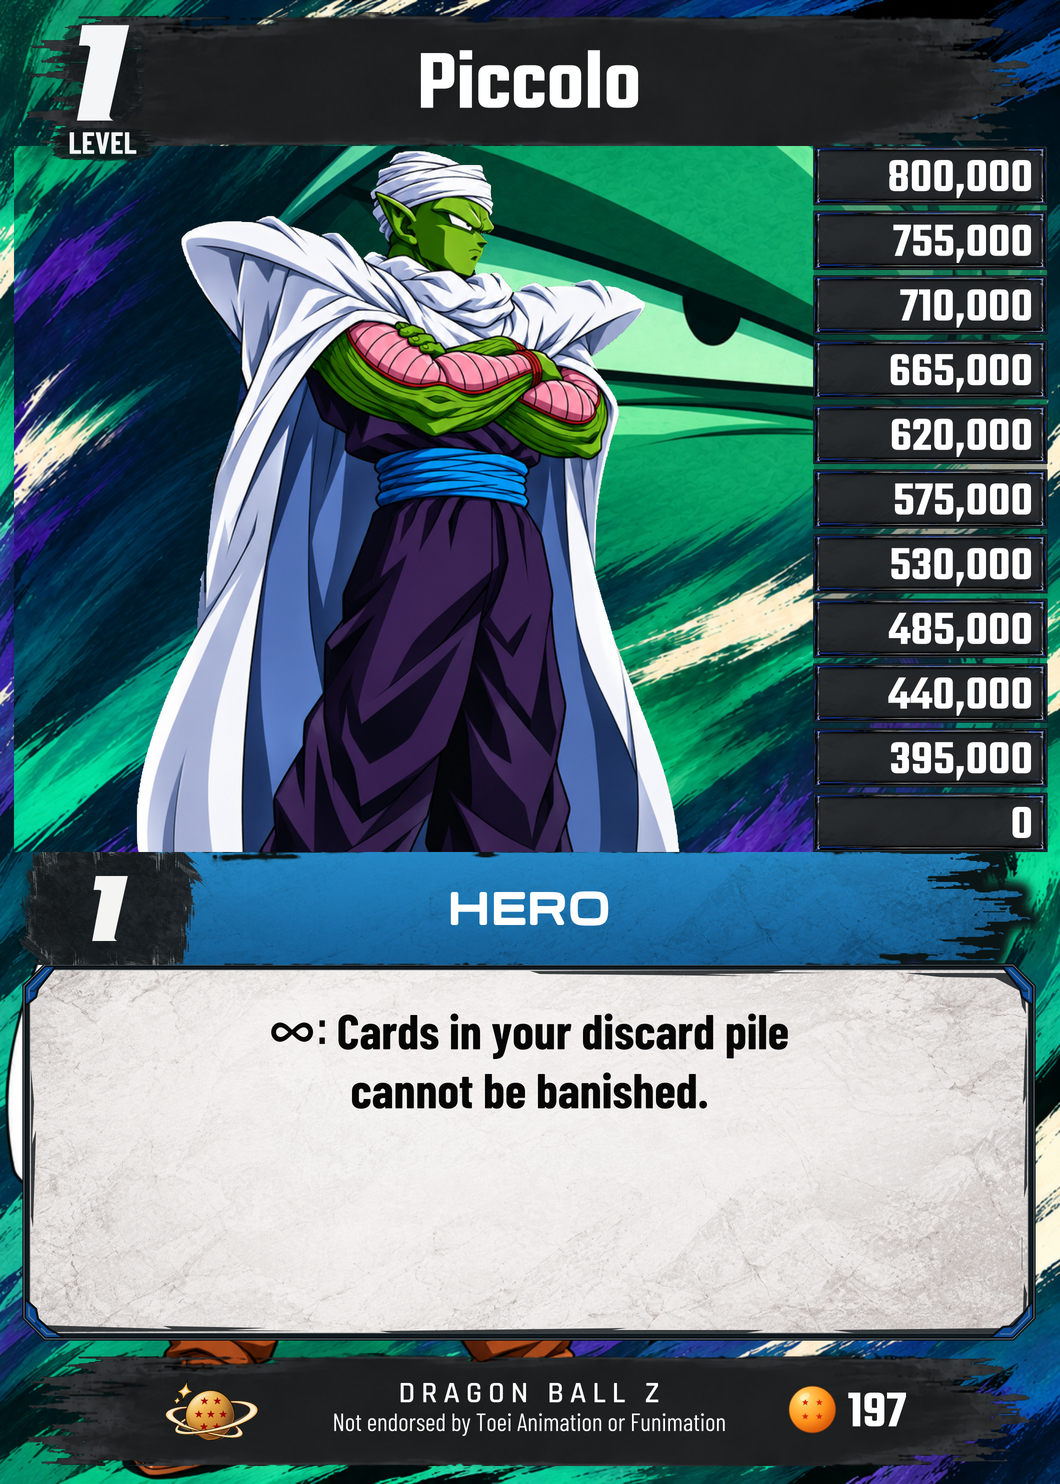 1
LEVEL
Piccolo
800,000
755,000
710,000
665,000
620,000
575,000
530,000
485,000
440,000
395,000
0
1
HERO
∞: Cards in your discard pile
cannot be banished.
DRAGON BALL Z
Not endorsed by Toei Animation or Funimation
197